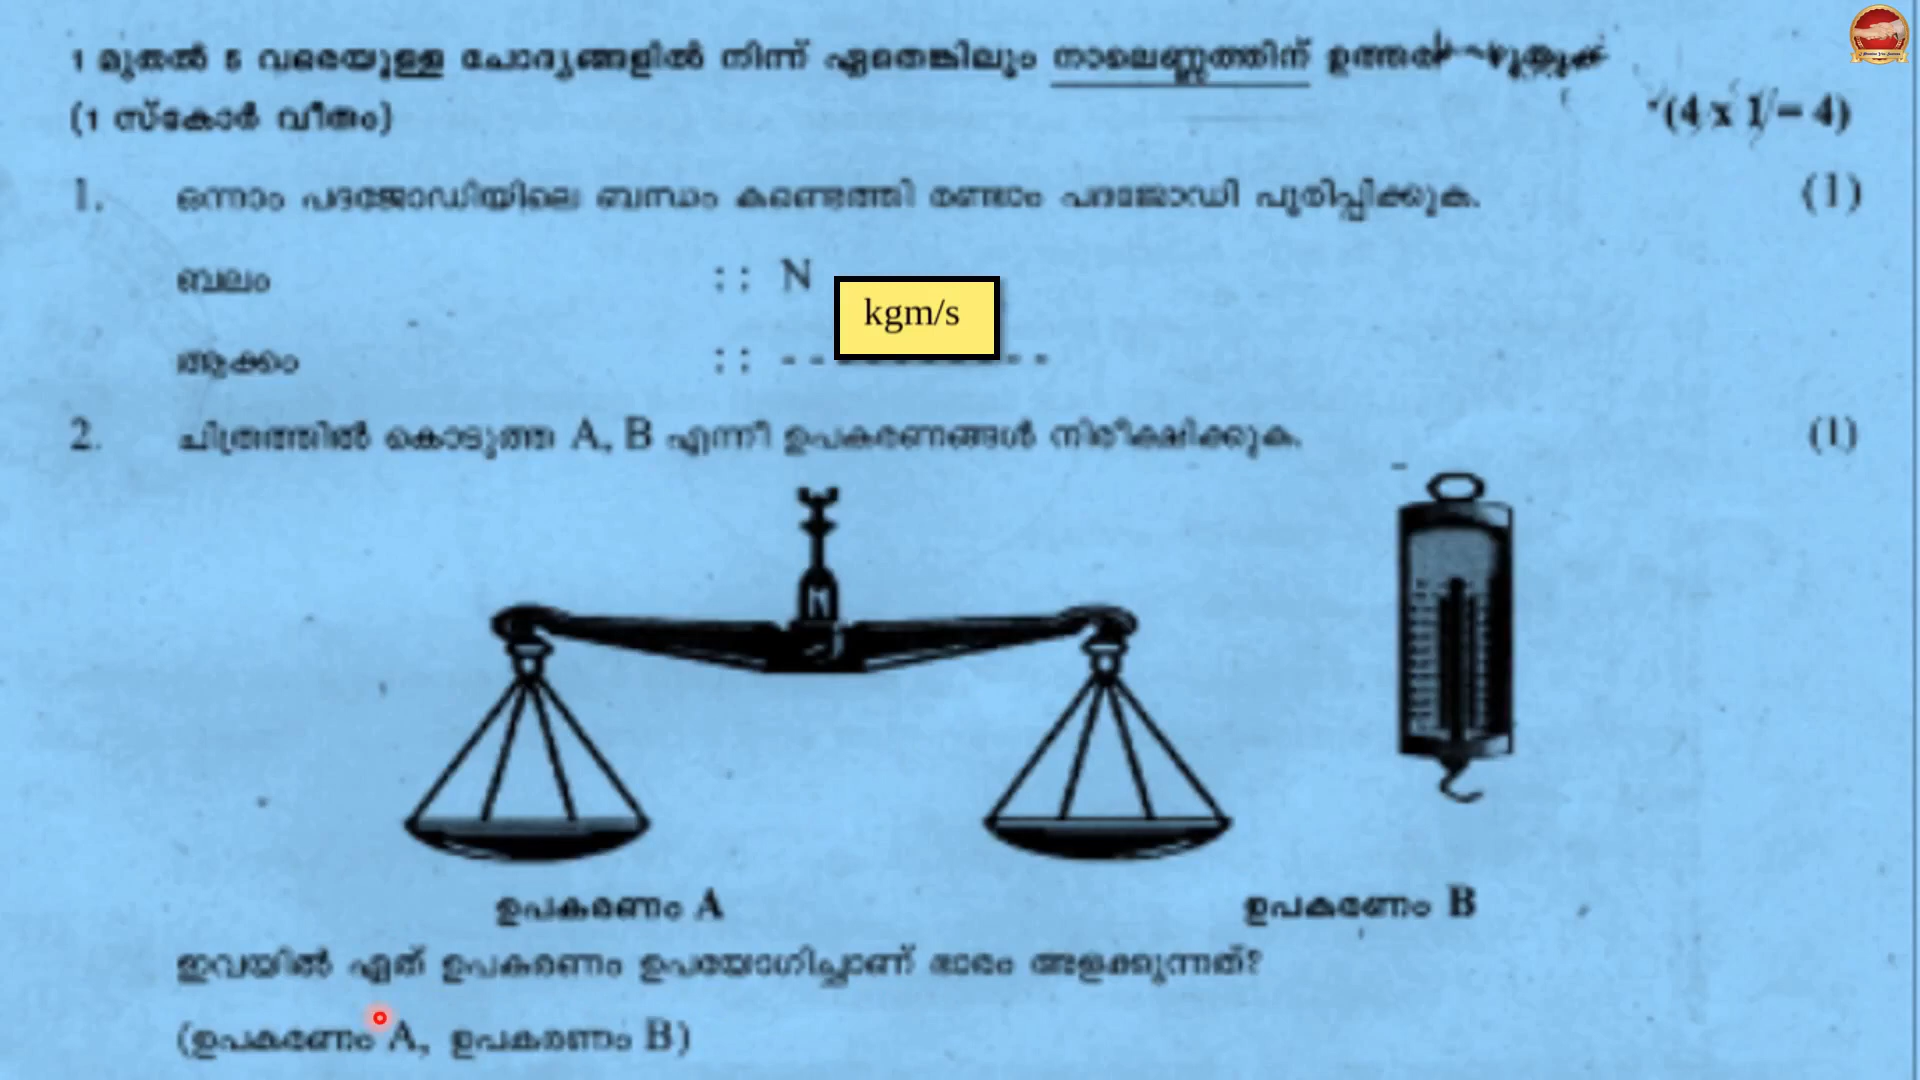 1 മുതൽ 5 വരെയുള്ള ചോദ്യങ്ങളിൽ നിന്ന് ഏതെങ്കിലും നാലെണ്ണത്തിന്
(1 സ്കോർ വീതം) (4 x 1 = 4)
1. ഒന്നാം പദജോഡിയിലെ ബന്ധം കണ്ടെത്തി രണ്ടാം പദജോഡി പൂരിപ്പിക്കുക. (1)
ബലം : : N
kgm/s
ആക്കം : : - - - - - - - - - -
2. ചിത്രത്തിൽ കൊടുത്ത A, B എന്നീ ഉപകരണങ്ങൾ നിരീക്ഷിക്കുക. (1)
ഉപകരണം A ഉപകരണം B
ഇവയിൽ ഏത് ഉപകരണം ഉപയോഗിച്ചാണ് ഭാരം അളക്കുന്നത്?
(ഉപകരണം A, ഉപകരണം B)